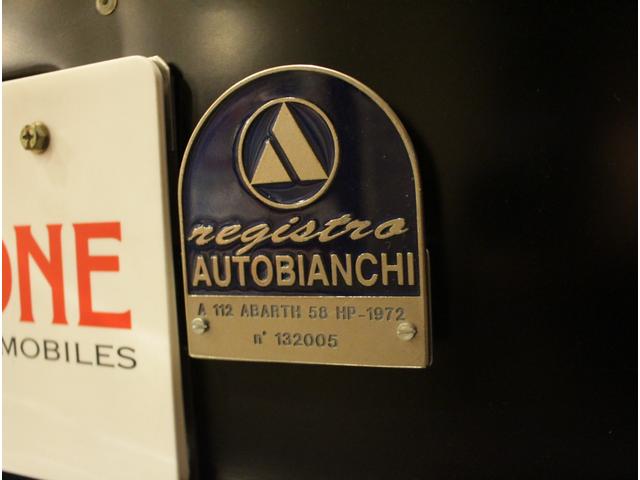 registro
AUTOBIANCHI
A 112 ABARTH 58 HP-1972
n° 132005
ONE
MOBILES